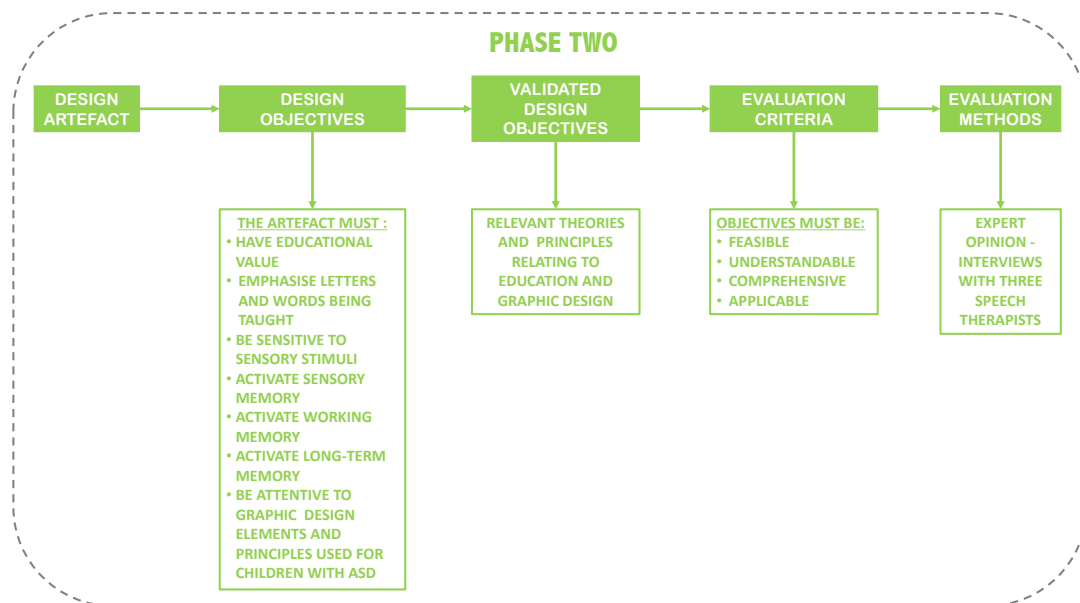 PHASE TWO
DESIGN
ARTEFACT
DESIGN
OBJECTIVES
VALIDATED
DESIGN
OBJECTIVES
EVALUATION
CRITERIA
EVALUATION
METHODS
THE ARTEFACT MUST :
• HAVE EDUCATIONAL
VALUE
• EMPHASISE LETTERS
AND WORDS BEING
TAUGHT
• BE SENSITIVE TO
SENSORY STIMULI
• ACTIVATE SENSORY
MEMORY
• ACTIVATE WORKING
MEMORY
• ACTIVATE LONG-TERM
MEMORY
• BE ATTENTIVE TO
GRAPHIC DESIGN
ELEMENTS AND
PRINCIPLES USED FOR
CHILDREN WITH ASD
RELEVANT THEORIES
AND PRINCIPLES
RELATING TO
EDUCATION AND
GRAPHIC DESIGN
OBJECTIVES MUST BE:
• FEASIBLE
• UNDERSTANDABLE
• COMPREHENSIVE
• APPLICABLE
EXPERT
OPINION -
INTERVIEWS
WITH THREE
SPEECH
THERAPISTS